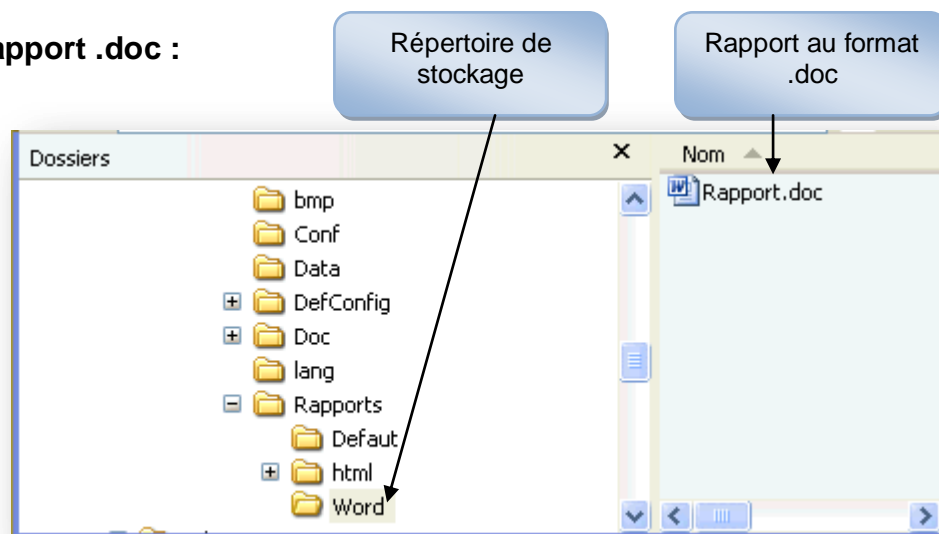 apport .doc :
Répertoire de
stockage
Rapport au format
.doc
Dossiers
Nom
bmp
Conf
Data
DefConfig
Doc
lang
Rapports
Defaut
html
Word
Rapport.doc